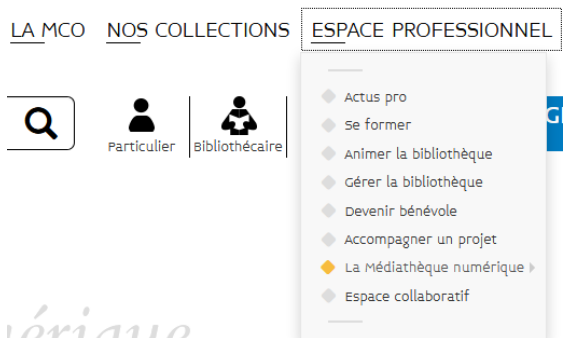 LA MCO NOS COLLECTIONS ESPACE PROFESSIONNEL
Actus pro
Se former
Animer la bibliothèque
Gérer la bibliothèque
Devenir bénévole
Accompagner un projet
La Médiathèque numérique
Espace collaboratif
Particulier Bibliothécaire